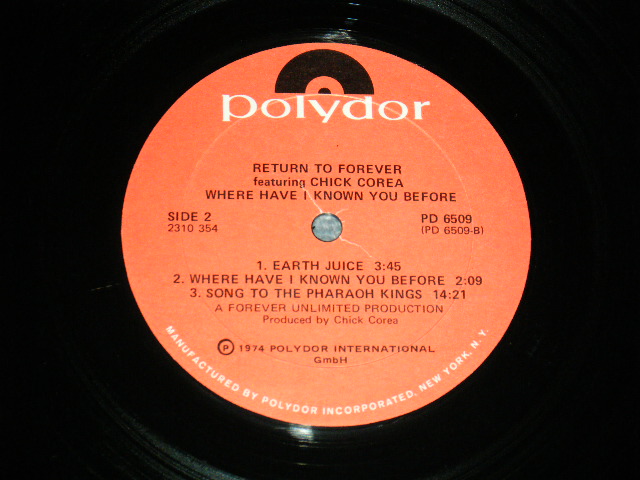 polydor
RETURN TO FOREVER
featuring CHICK COREA
WHERE HAVE I KNOWN YOU BEFORE
SIDE 2
2310 354
PD 6509
(PD 6509-B)
1. EARTH JUICE 3:45
2. WHERE HAVE I KNOWN YOU BEFORE 2:09
3. SONG TO THE PHARAOH KINGS 14:21
A FOREVER UNLIMITED PRODUCTION
Produced by Chick Corea
℗ 1974 POLYDOR INTERNATIONAL
GmbH
MANUFACTURED BY POLYDOR INCORPORATED, NEW YORK, N.Y.